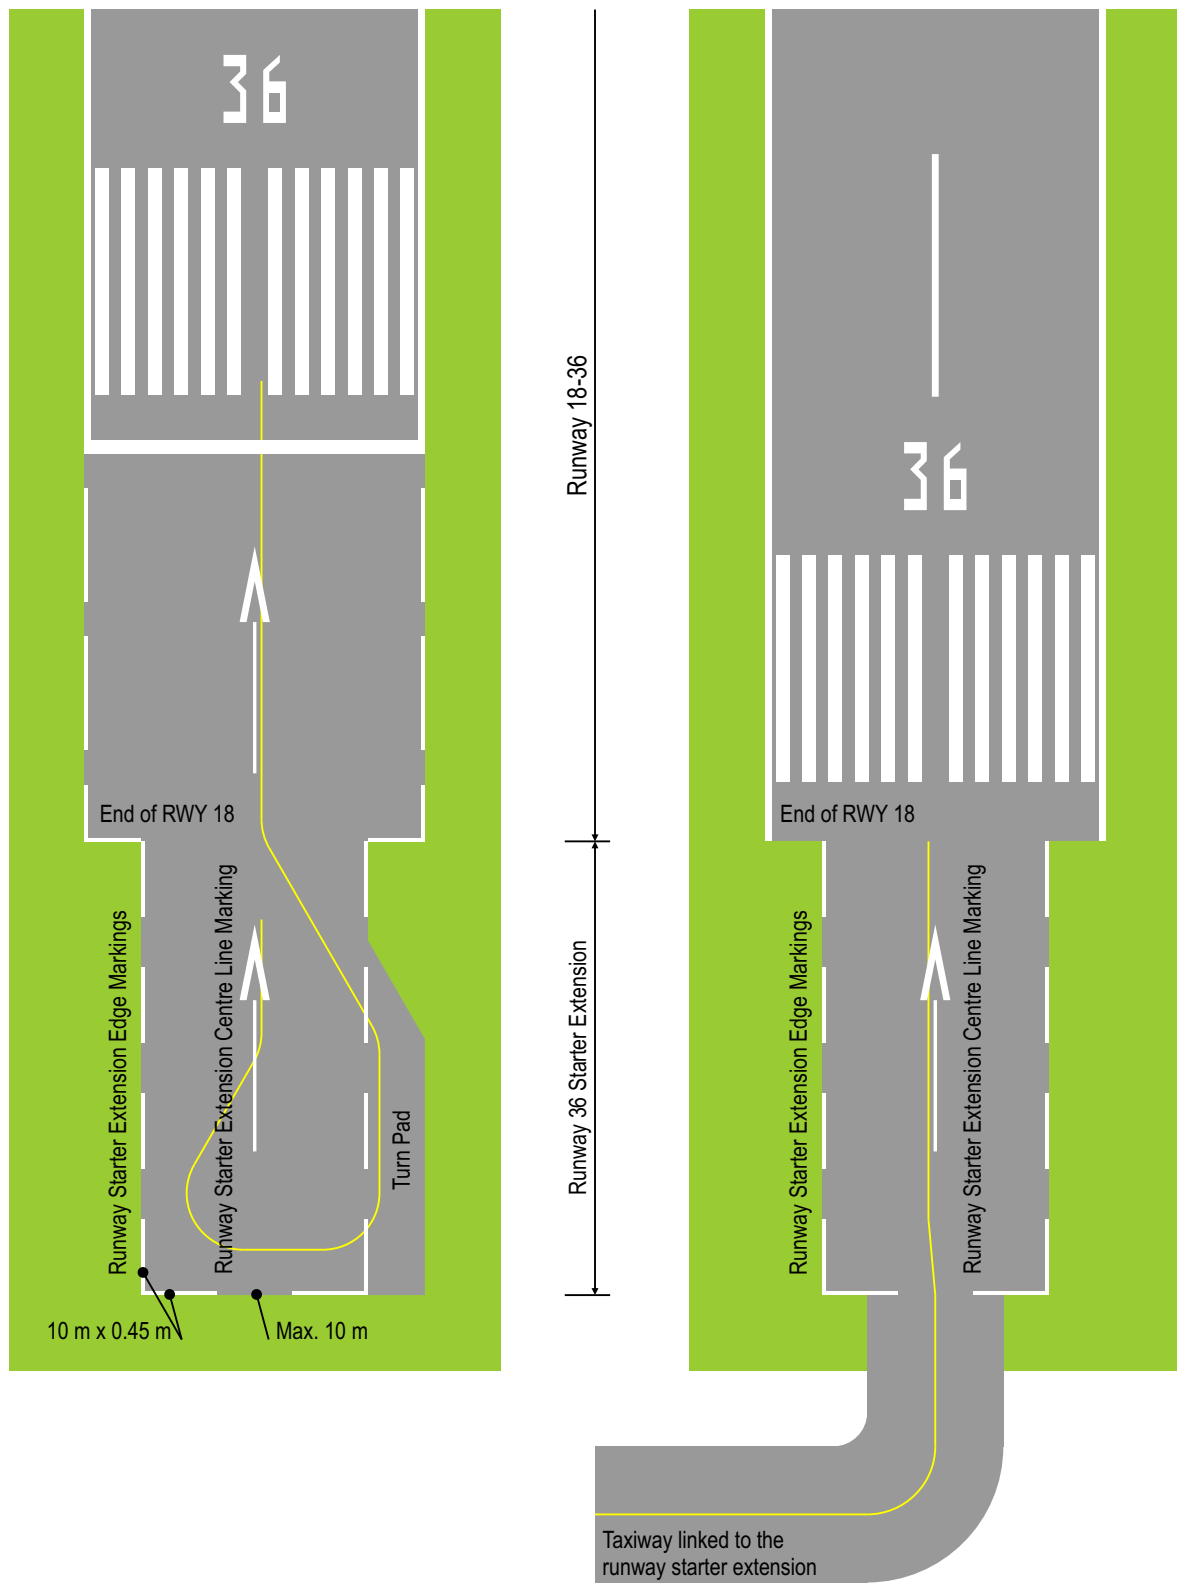 36
End of RWY 18
Runway Starter Extension Edge Markings
Runway Starter Extension Centre Line Marking
Turn Pad
10 m x 0.45 m
Max. 10 m
Runway 18-36
Runway 36 Starter Extension
36
End of RWY 18
Runway Starter Extension Edge Markings
Runway Starter Extension Centre Line Marking
Taxiway linked to the
runway starter extension